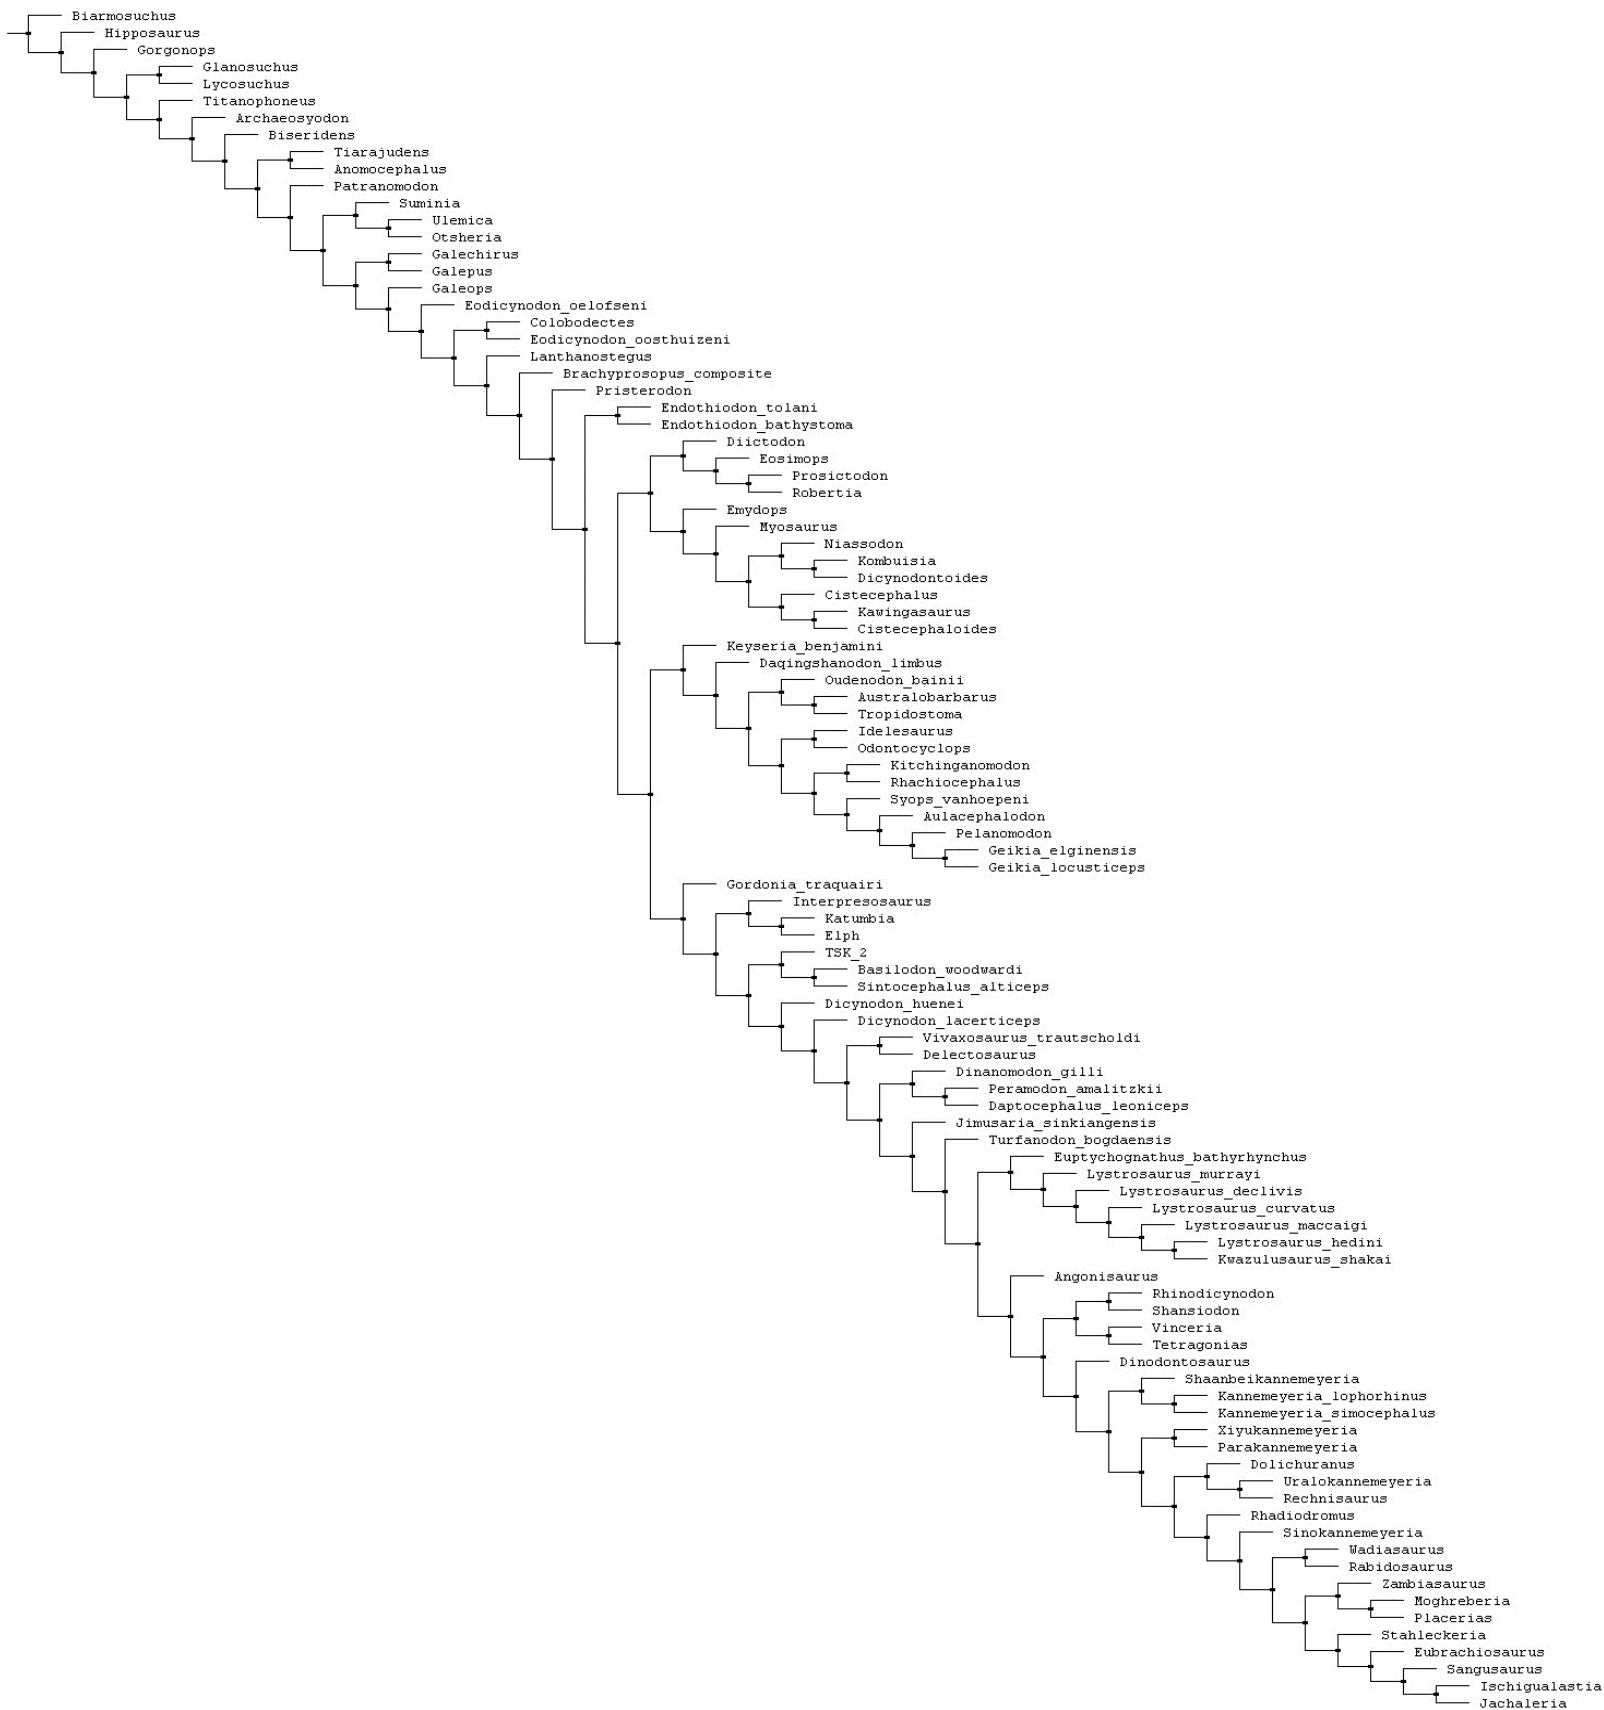 Biarmosuchus
Hipposaurus
Gorgonops
Glanosuchus
Lycosuchus
Titanophoneus
Archaeosyodon
Biseridens
Tiarajudens
Anomocephalus
Patranomodon
Suminia
Ulemica
Otsheria
Galechirus
Galepus
Galeops
Eodicynodon_oelofseni
Colobodectes
Eodicynodon_oosthuizeni
Lanthanostegus
Brachyprosopus_composite
Pristerodon
Endothiodon_tolani
Endothiodon_bathystoma
Diictodon
Eosimops
Prosictodon
Robertia
Emydops
Myosaurus
Niassodon
Kombuisia
Dicynodontoides
Cistecephalus
Kawingasaurus
Cistecephaloides
Keyseria_benjamini
Daqingshanodon_limbus
Oudenodon_bainii
Australobarbarus
Tropidostoma
Idelesaurus
Odontocyclops
Kitchinganomodon
Rhachiocephalus
Syops_vanhoepeni
Aulacephalodon
Pelanomodon
Geikia_elginensis
Geikia_locusticeps
Gordonia_traquairi
Interpresosaurus
Katumbia
Elph
TSK_2
Basilodon_woodwardi
Sintocephalus_alticeps
Dicynodon_huenei
Dicynodon_lacerticeps
Vivaxosaurus_trautscholdi
Delectosaurus
Dinanomodon_gilli
Peramodon_amalitzkii
Daptocephalus_leoniceps
Jimusaria_sinkiangensis
Turfanodon_bogdaensis
Euptychognathus_bathyrhynchus
Lystrosaurus_murrayi
Lystrosaurus_declivis
Lystrosaurus_curvatus
Lystrosaurus_maccaigi
Lystrosaurus_hedini
Kwazulusaurus_shakai
Angonisaurus
Rhinodicynodon
Shansiodon
Vinceria
Tetragonias
Dinodontosaurus
Shaanbeikannemeyeria
Kannemeyeria_lophorhinus
Kannemeyeria_simocephalus
Xiyukannemeyeria
Parakannemeyeria
Dolichuranus
Uralokannemeyeria
Rechnisaurus
Rhadiodromus
Sinokannemeyeria
Wadiasaurus
Rabidosaurus
Zambiasaurus
Moghreberia
Placerias
Stahleckeria
Eubrachiosaurus
Sangusaurus
Ischigualastia
Jachaleria